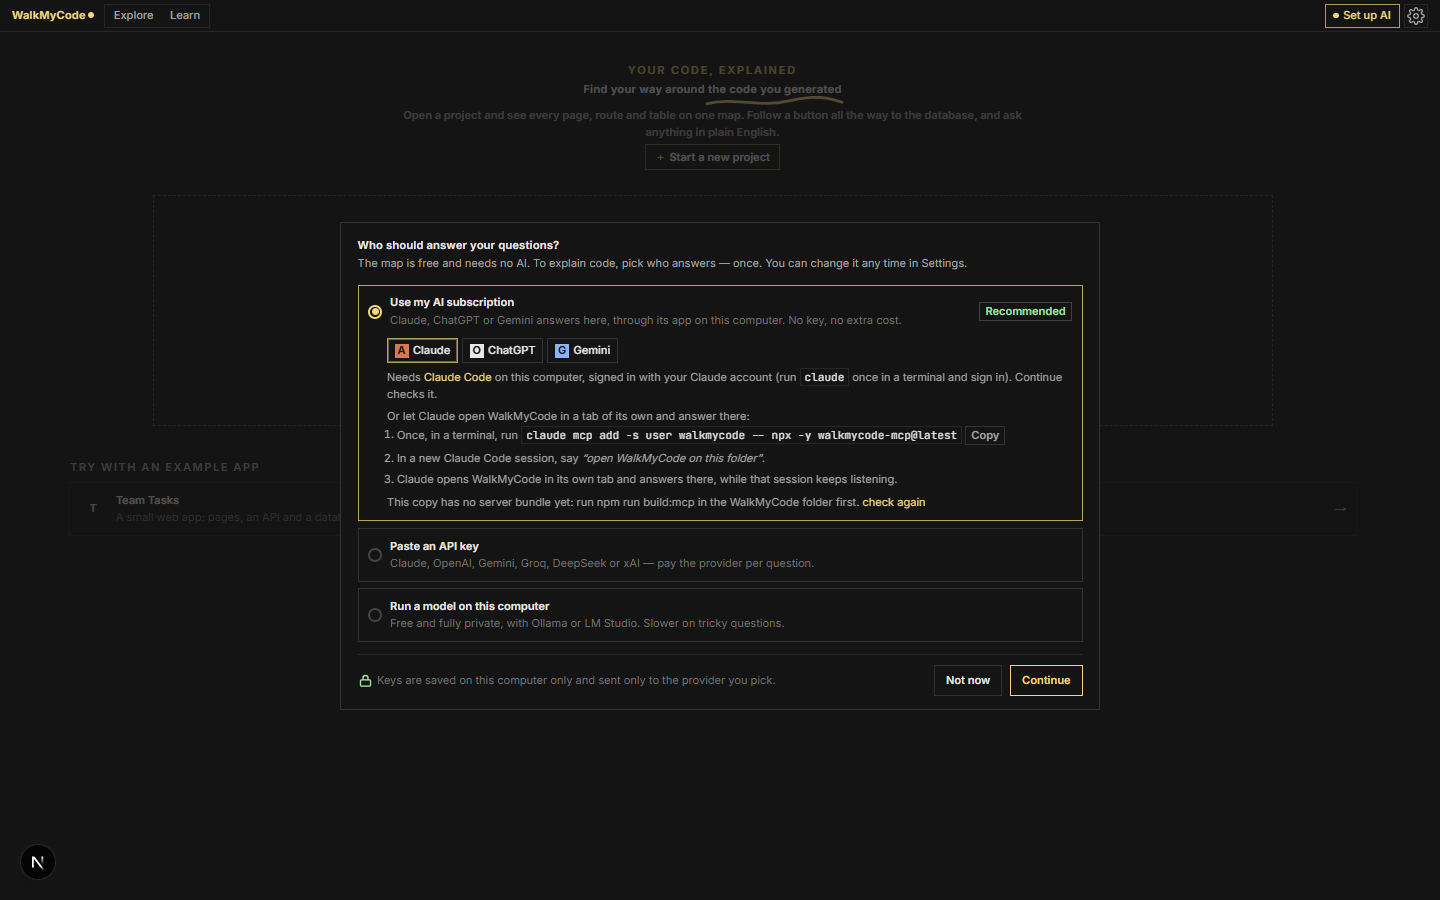 WalkMyCode
Explore
Learn
Set up AI
YOUR CODE, EXPLAINED
Find your way around the code you generated
Open a project and see every page, route and table on one map. Follow a button all the way to the database, and ask
anything in plain English.
+ Start a new project
Who should answer your questions?
The map is free and needs no AI. To explain code, pick who answers — once. You can change it any time in Settings.
Use my AI subscription
Claude, ChatGPT or Gemini answers here, through its app on this computer. No key, no extra cost.
Recommended
A Claude
O ChatGPT
G Gemini
Needs Claude Code on this computer, signed in with your Claude account (run claude once in a terminal and sign in). Continue
checks it.
Or let Claude open WalkMyCode in a tab of its own and answer there:
1. Once, in a terminal, run claude mcp add -s user walkmycode -- npx -y walkmycode-mcp@latest Copy
2. In a new Claude Code session, say “open WalkMyCode on this folder”.
3. Claude opens WalkMyCode in its own tab and answers there, while that session keeps listening.
This copy has no server bundle yet: run npm run build:mcp in the WalkMyCode folder first. check again
Paste an API key
Claude, OpenAI, Gemini, Groq, DeepSeek or xAI — pay the provider per question.
Run a model on this computer
Free and fully private, with Ollama or LM Studio. Slower on tricky questions.
Keys are saved on this computer only and sent only to the provider you pick.
Not now
Continue
TRY WITH AN EXAMPLE APP
T
Team Tasks
A small web app: pages, an API and a
→
N